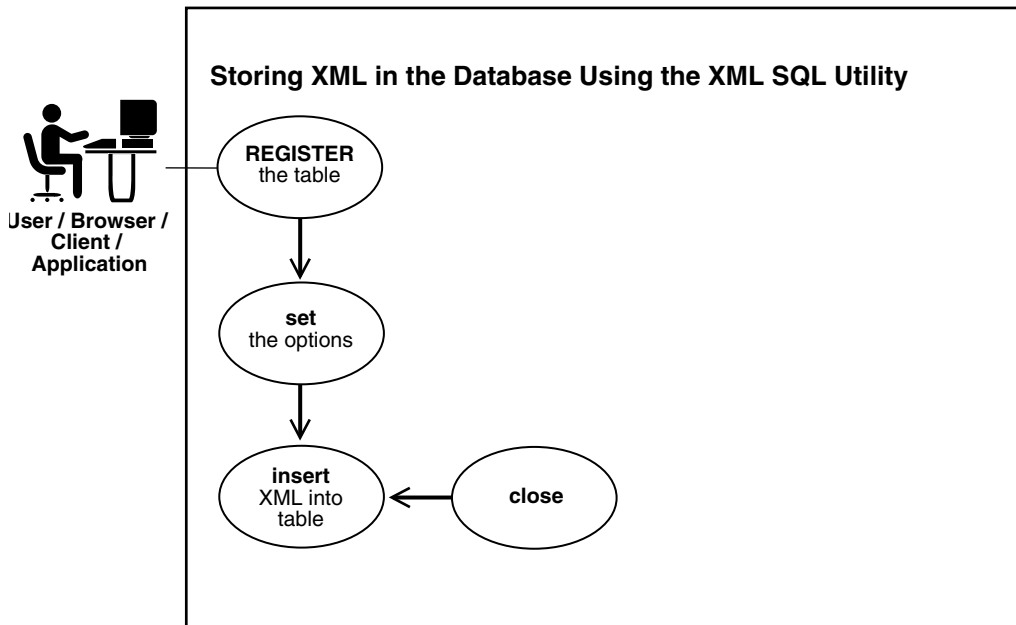 Storing XML in the Database Using the XML SQL Utility
User / Browser /
Client /
Application
REGISTER
the table
set
the options
insert
XML into
table
close